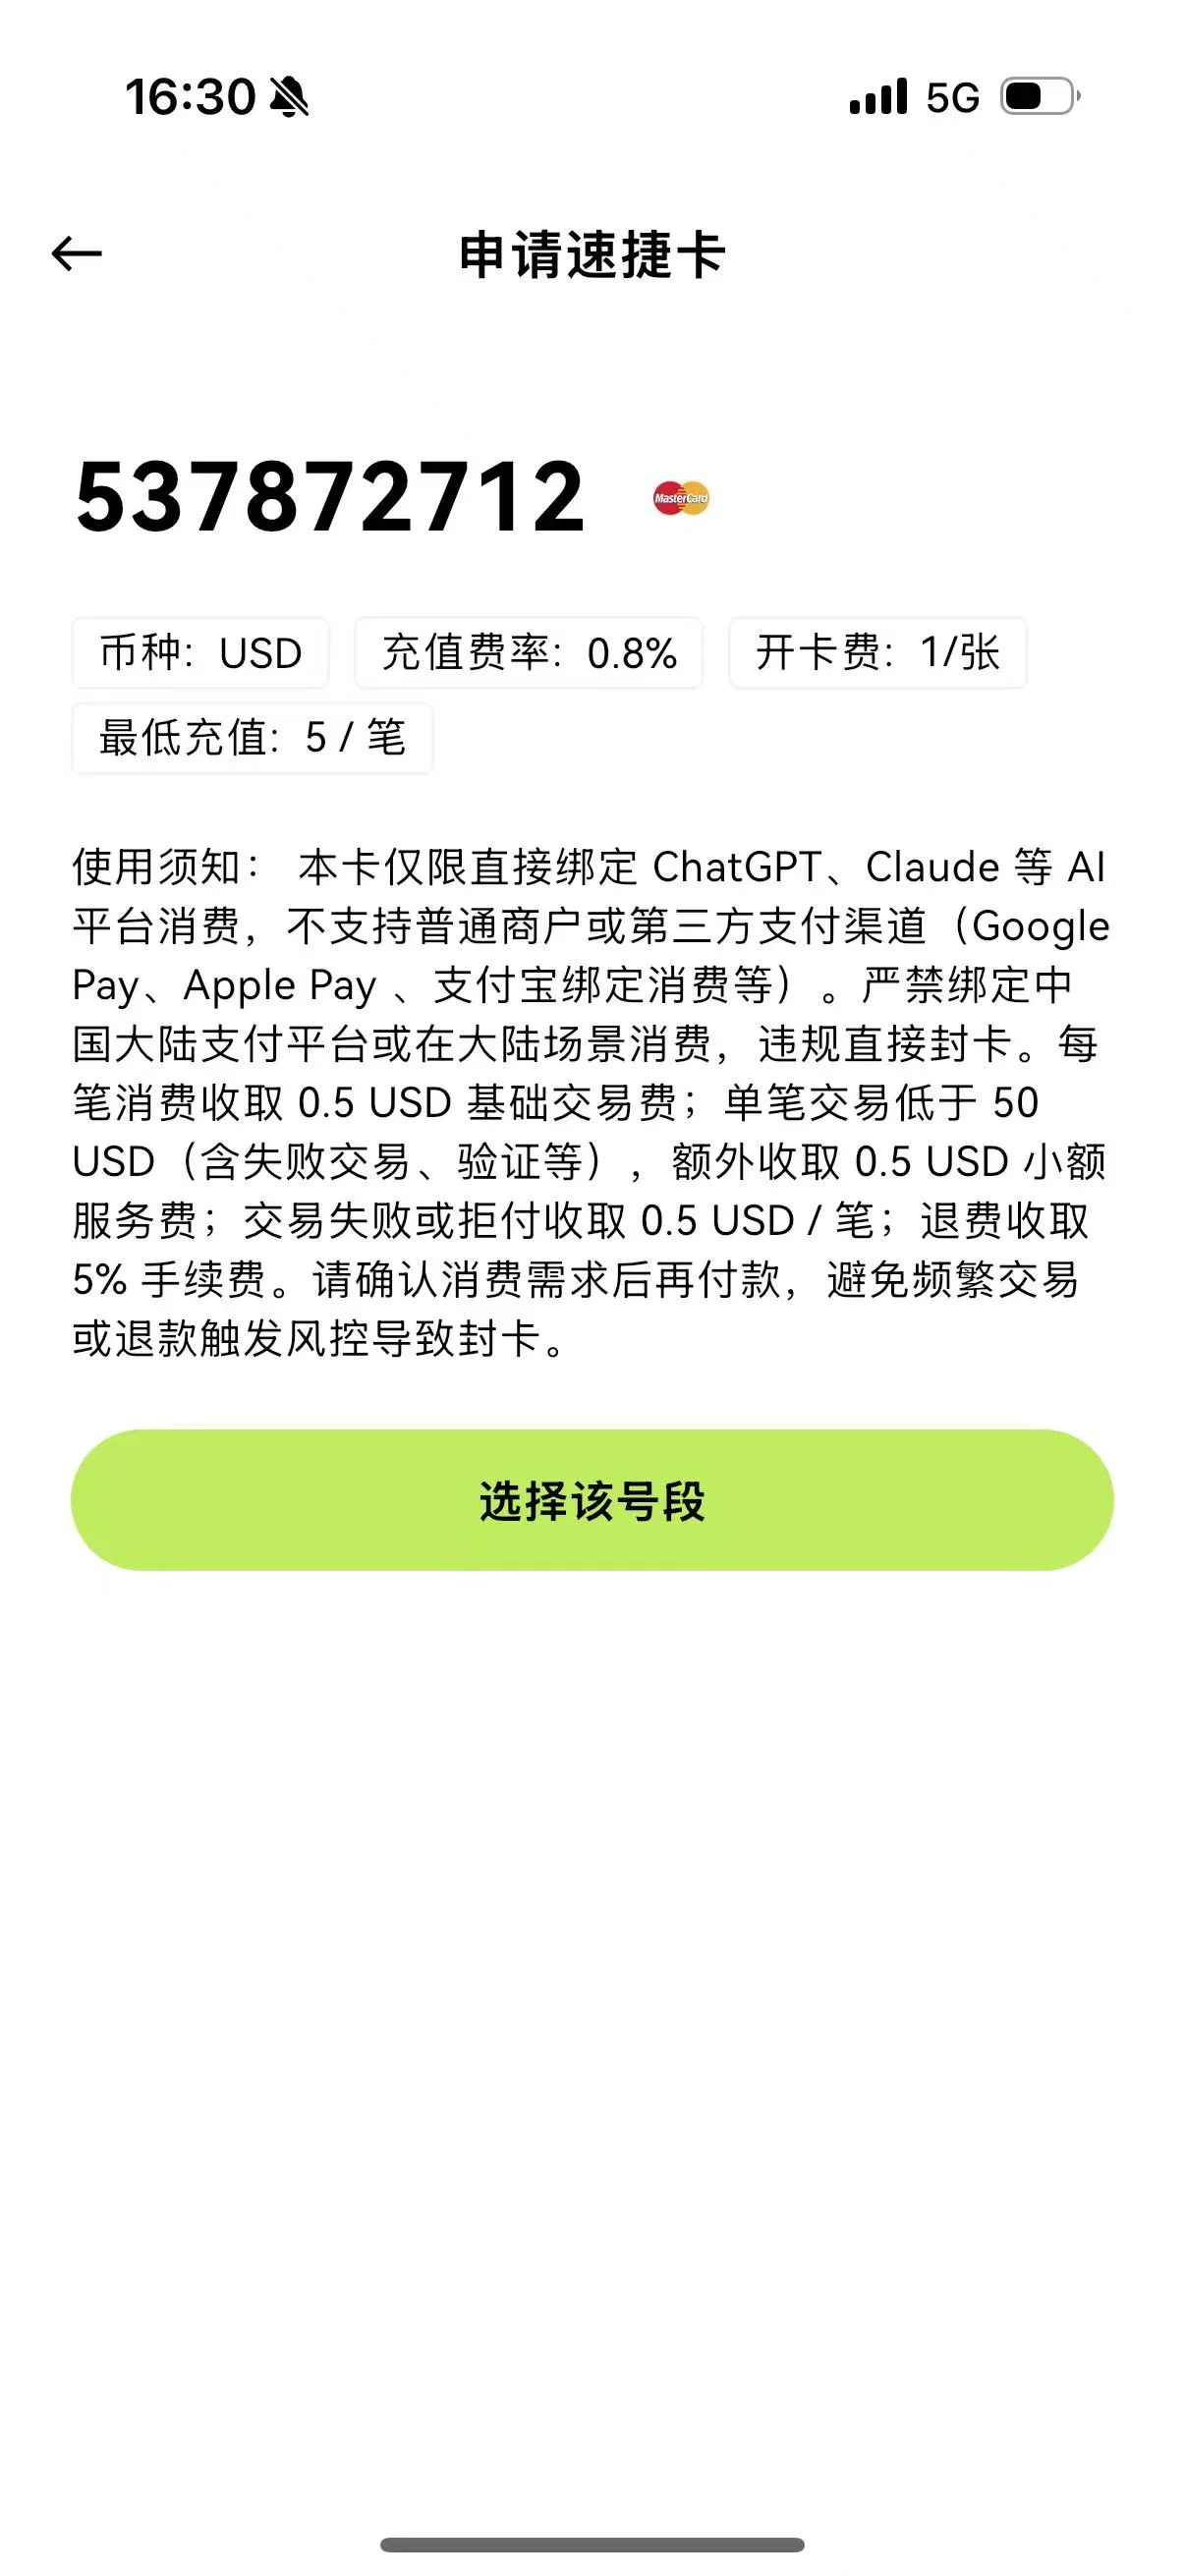 16:30
5G
申请速捷卡
537872712
MasterCard
币种: USD
充值费率: 0.8%
开卡费: 1/张
最低充值: 5 / 笔
使用须知： 本卡仅限直接绑定 ChatGPT、Claude 等 AI
平台消费，不支持普通商户或第三方支付渠道（Google
Pay、Apple Pay 、支付宝绑定消费等）。严禁绑定中
国大陆支付平台或在大陆场景消费，违规直接封卡。每
笔消费收取 0.5 USD 基础交易费；单笔交易低于 50
USD（含失败交易、验证等），额外收取 0.5 USD 小额
服务费；交易失败或拒付收取 0.5 USD / 笔；退费收取
5% 手续费。请确认消费需求后再付款，避免频繁交易
或退款触发风控导致封卡。
选择该号段